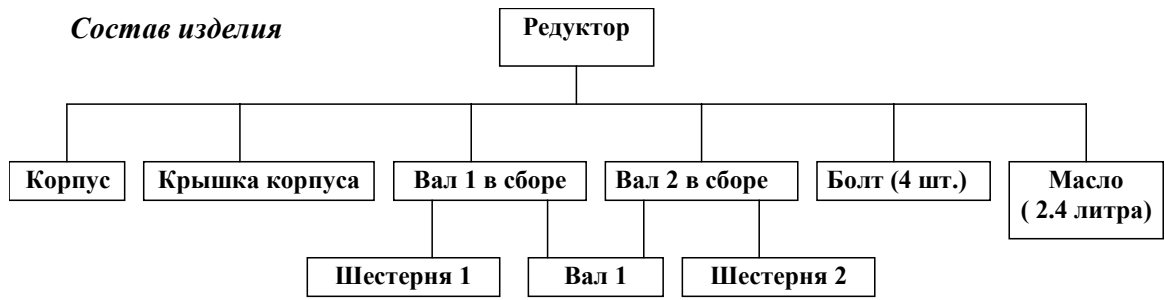 Состав изделия
Редуктор
Корпус
Крышка корпуса
Вал 1 в сборе
Вал 2 в сборе
Болт (4 шт.)
Масло
( 2.4 литра)
Шестерня 1
Вал 1
Шестерня 2